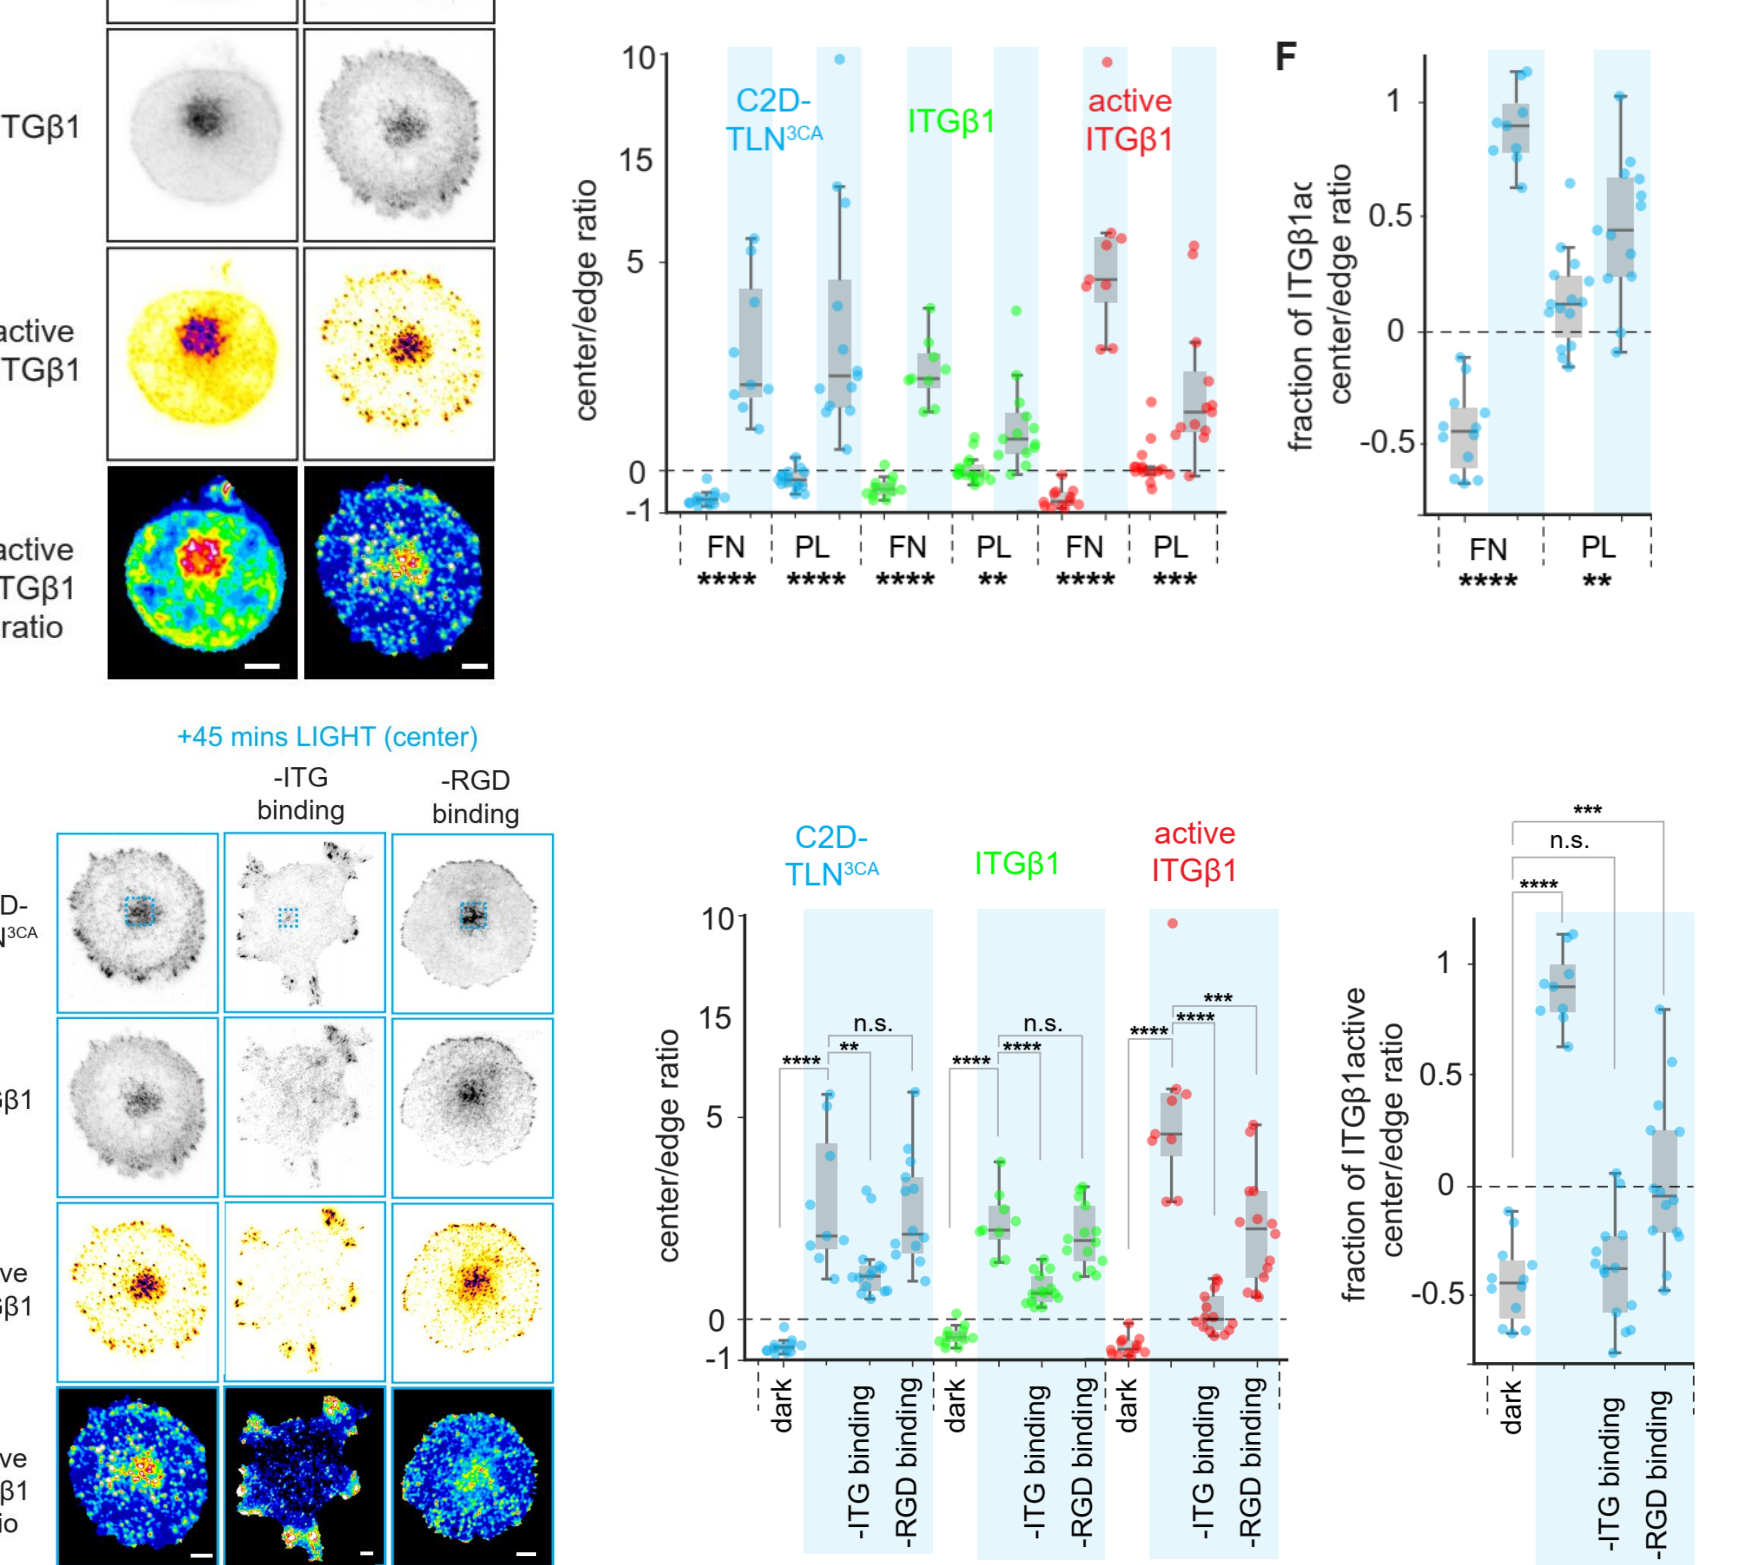 TGβ1
active
TGβ1
active
TGβ1
ratio
10
15
5
0
-1
center/edge ratio
C2D-
TLN3CA
ITGβ1
active
ITGβ1
FN
PL
FN
PL
FN
PL
****
****
****
**
****
***
F
1
0.5
0
-0.5
fraction of ITGβ1ac
center/edge ratio
FN
PL
****
**
+45 mins LIGHT (center)
-ITG
binding
-RGD
binding
D-
N3CA
β1
ve
β1
ve
β1
io
C2D-
TLN3CA
ITGβ1
active
ITGβ1
10
15
5
0
-1
center/edge ratio
****
**
n.s.
****
****
n.s.
****
****
***
dark
-ITG binding
-RGD binding
dark
-ITG binding
-RGD binding
dark
-ITG binding
-RGD binding
***
n.s.
****
1
0.5
0
-0.5
fraction of ITGβ1active
center/edge ratio
dark
-ITG binding
-RGD binding